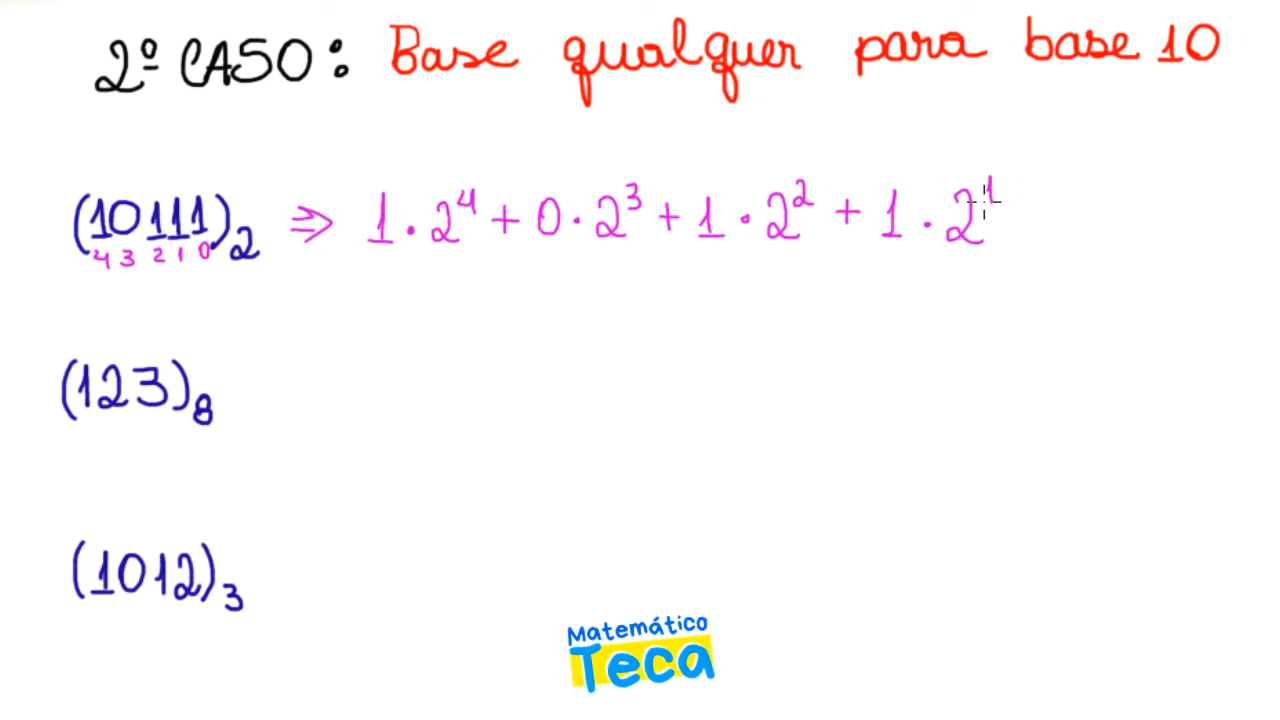 2º CASO: Base qualquer para base 10
(10111)₂ ⇒ 1 · 2⁴ + 0 · 2³ + 1 · 2² + 1 · 2¹
4 3 2 1 0
(123)₈
(1012)₃
Matemático
Teca